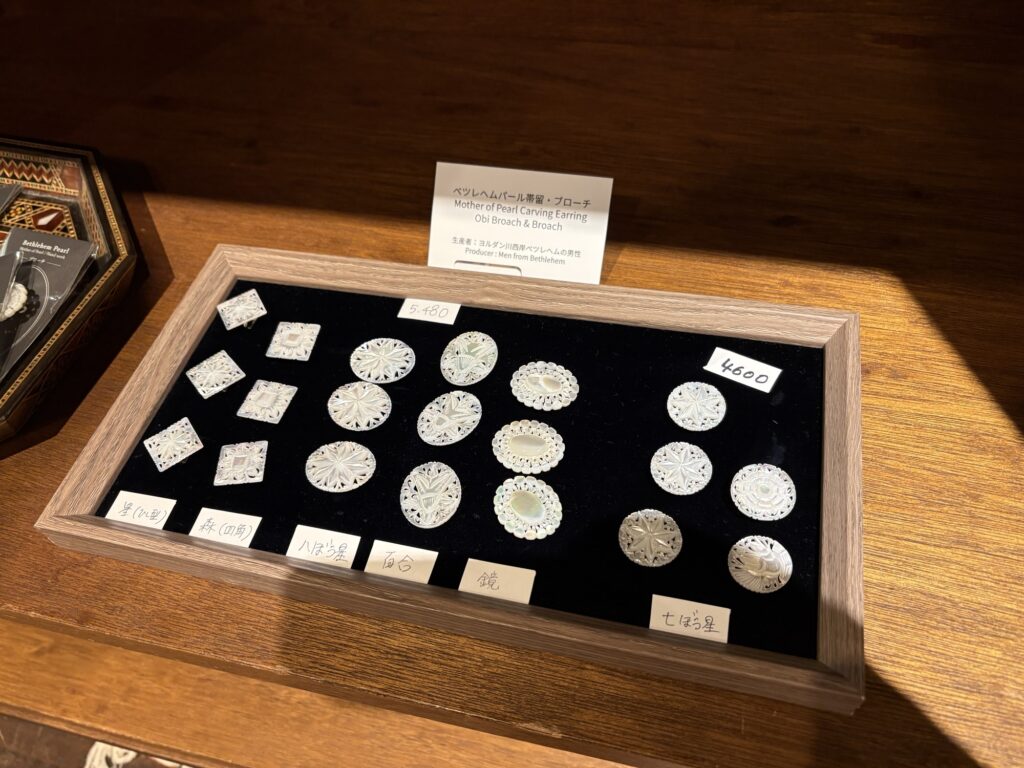 ベツレヘムパール帯留・ブローチ
Mother of Pearl Carving Earring
Obi Broach & Broach
生産者：ヨルダン川西岸ベツレヘムの男性
Producer : Men from Bethlehem
Bethlehem Pearl
5.480
4600
森(四角)
八ぼう星
百合
鏡
七ぼう星